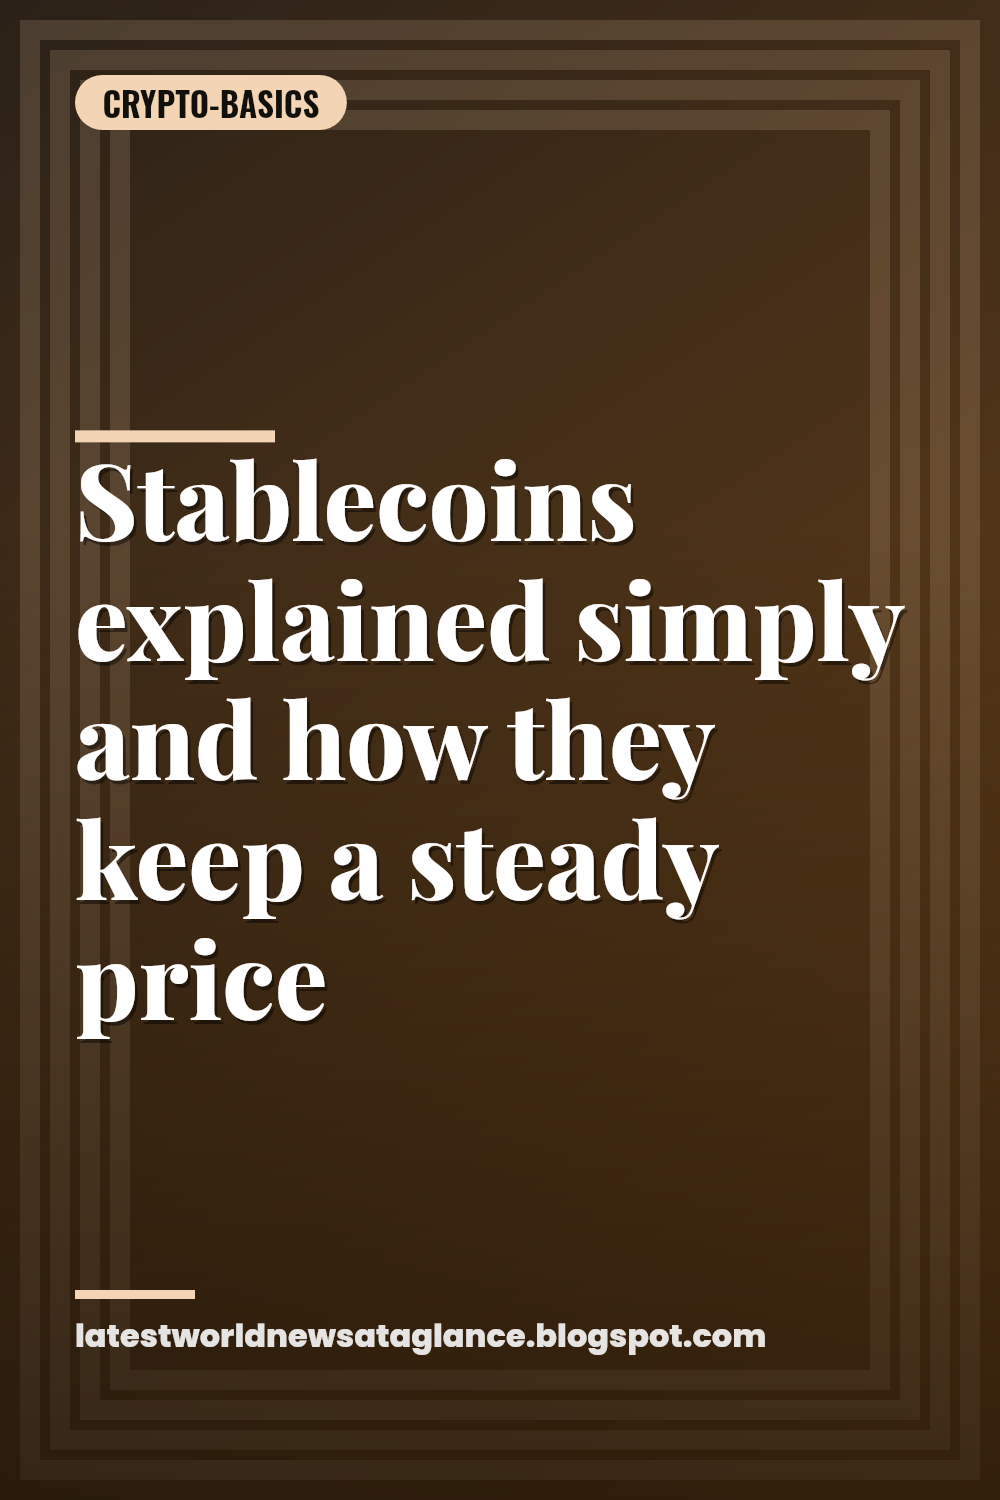 CRYPTO-BASICS
Stablecoins
explained simply
and how they
keep a steady
price
latestworldnewsataglance.blogspot.com